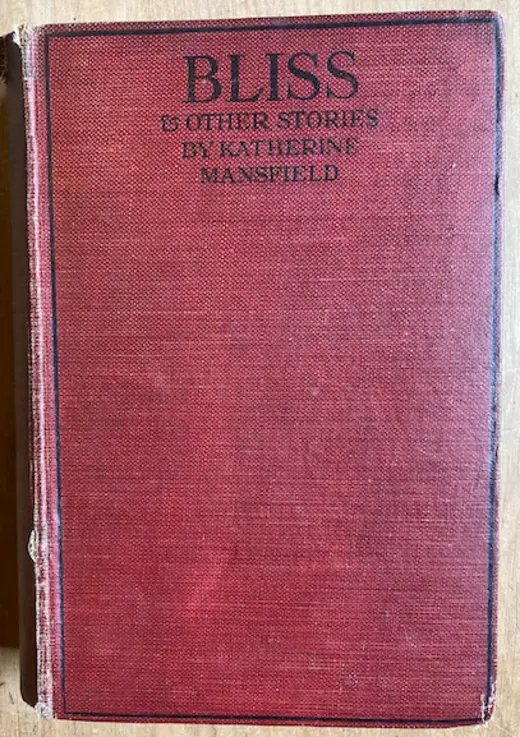 BLISS
& OTHER STORIES
BY KATHERINE
MANSFIELD